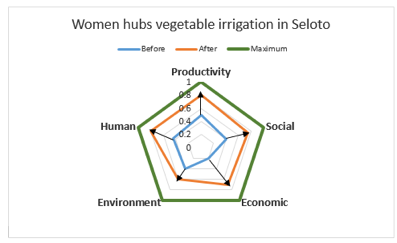 Women hubs vegetable irrigation in Seloto
Before After Maximum
Productivity
1
0.8
0.6
0.4
0.2
0
Human Social
Environment Economic